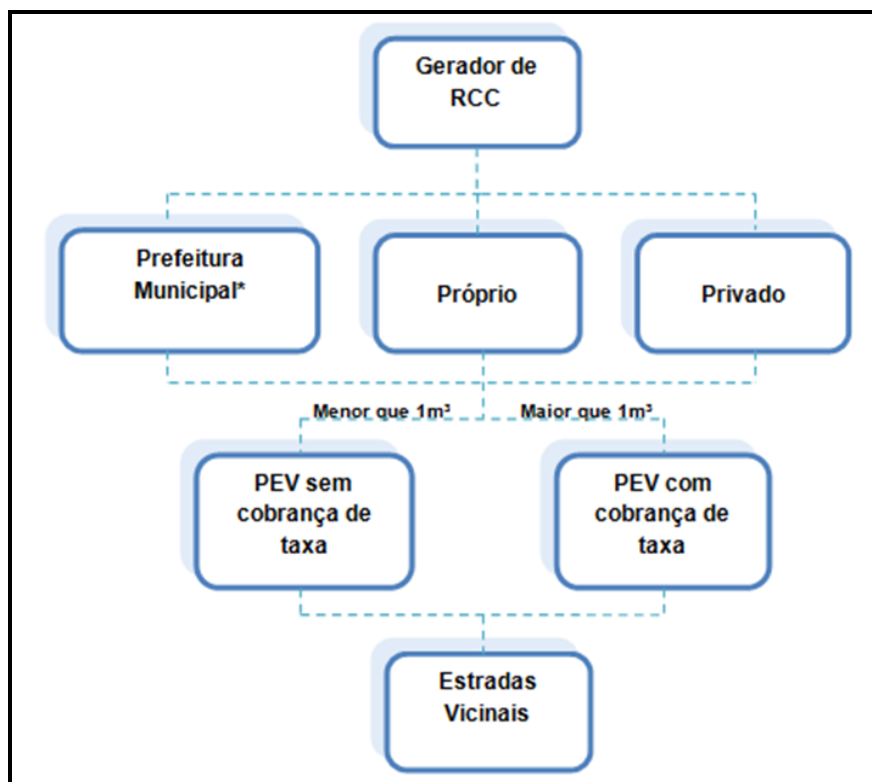 Gerador de
RCC
Prefeitura
Municipal*
Próprio
Privado
Menor que 1m³
Maior que 1m³
PEV sem
cobrança de
taxa
PEV com
cobrança de
taxa
Estradas
Vicinais